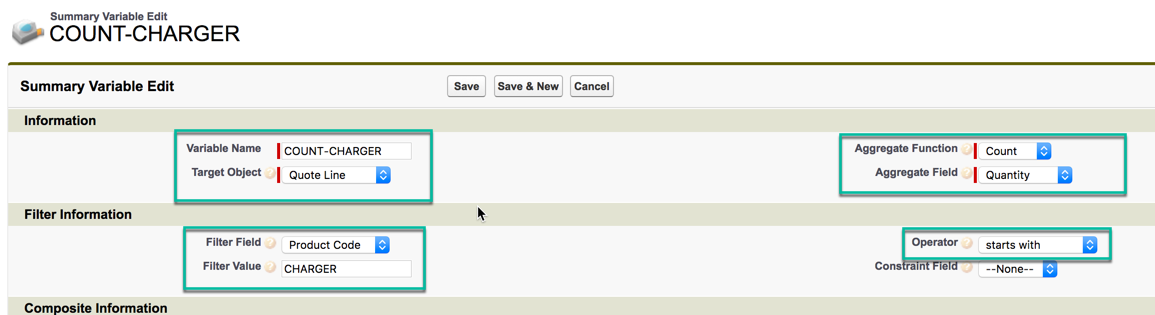 Summary Variable Edit
COUNT-CHARGER
Summary Variable Edit Save Save & New Cancel
Information
Variable Name COUNT-CHARGER Aggregate Function ? Count
Target Object ? Quote Line Aggregate Field ? Quantity
Filter Information
Filter Field ? Product Code Operator ? starts with
Filter Value ? CHARGER Constraint Field ? --None--
Composite Information